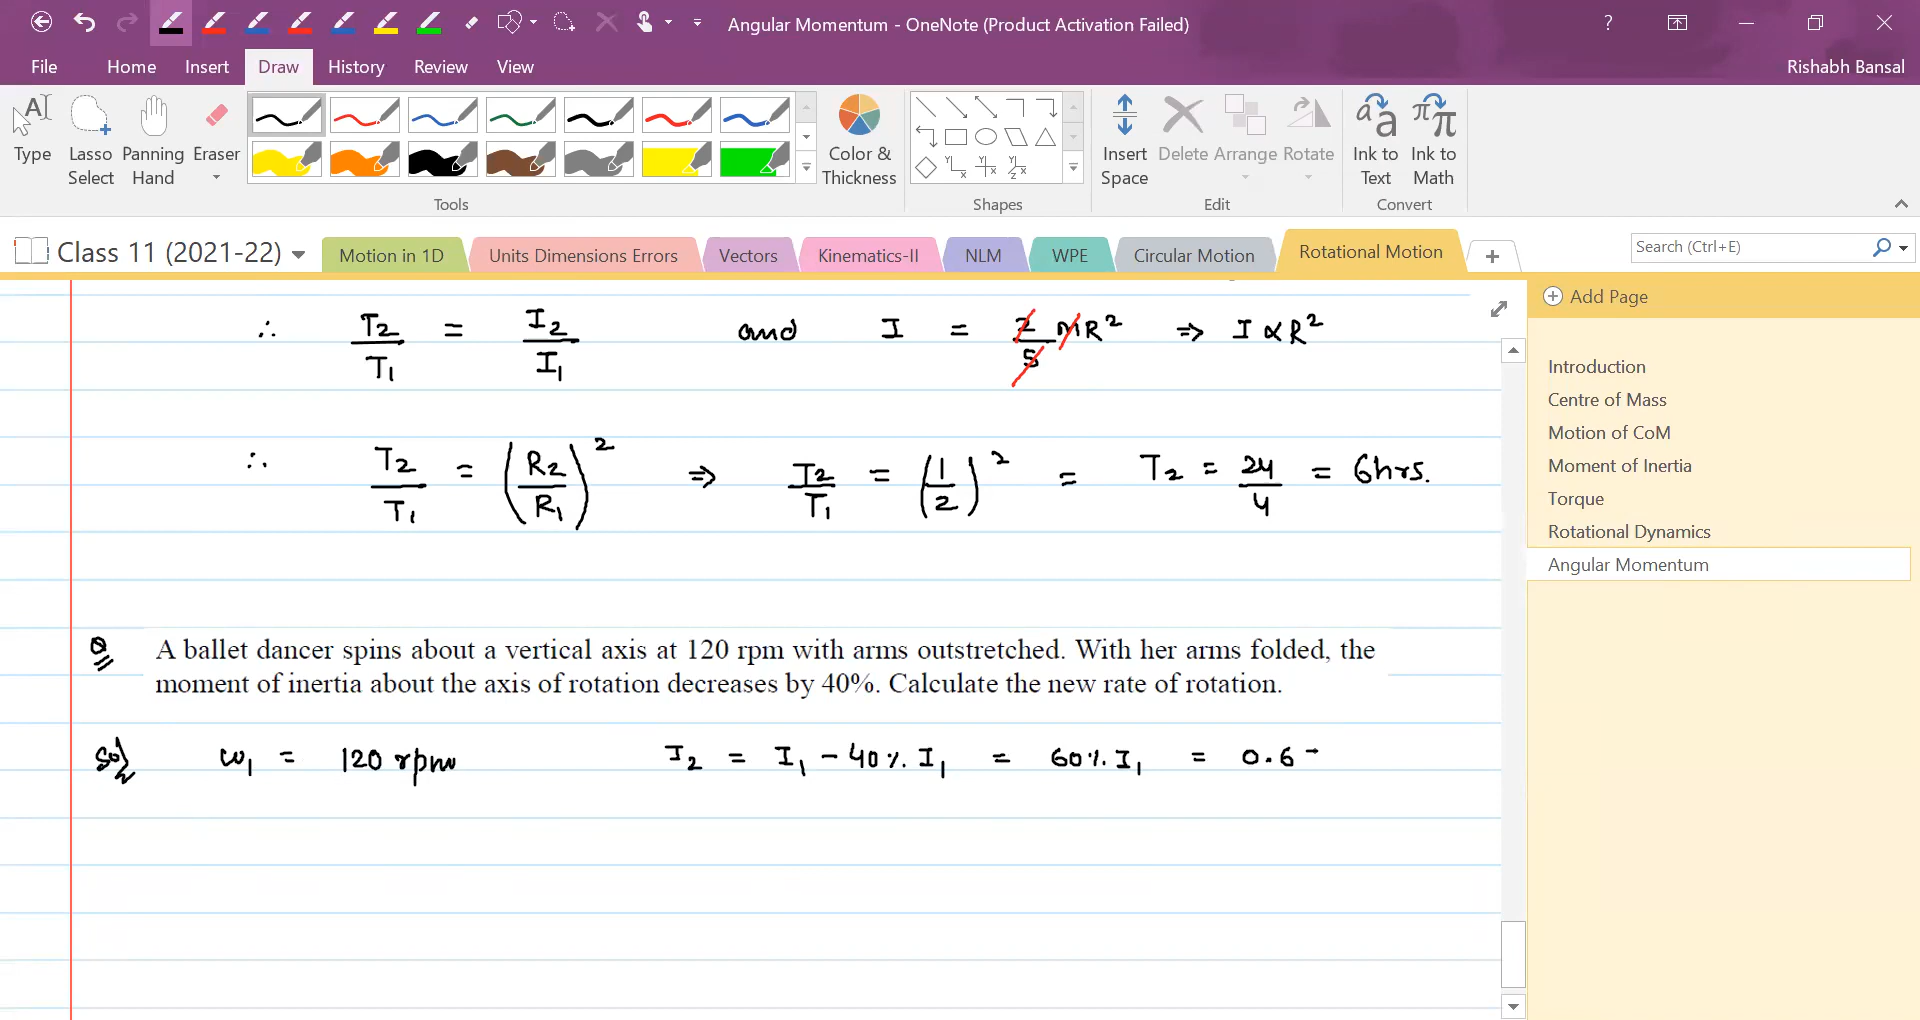 Angular Momentum - OneNote (Product Activation Failed)
?
File Home Insert Draw History Review View Rishabh Bansal
Type Lasso Select Panning Hand Eraser Color & Thickness Insert Space Delete Arrange Rotate Ink to Text Ink to Math
Tools Shapes Edit Convert
Class 11 (2021-22) Motion in 1D Units Dimensions Errors Vectors Kinematics-II NLM WPE Circular Motion Rotational Motion + Search (Ctrl+E)
Add Page
Introduction
Centre of Mass
Motion of CoM
Moment of Inertia
Torque
Rotational Dynamics
Angular Momentum
∴ T2/T1 = I2/I1 and I = 2/5 MR² ⇒ I ∝ R²
∴ T2/T1 = (R2/R1)² ⇒ T2/T1 = (1/2)² = T2 = 24/4 = 6hrs.
Q A ballet dancer spins about a vertical axis at 120 rpm with arms outstretched. With her arms folded, the
moment of inertia about the axis of rotation decreases by 40%. Calculate the new rate of rotation.
Sol ω1 = 120 rpm I2 = I1 - 40% I1 = 60% I1 = 0.6